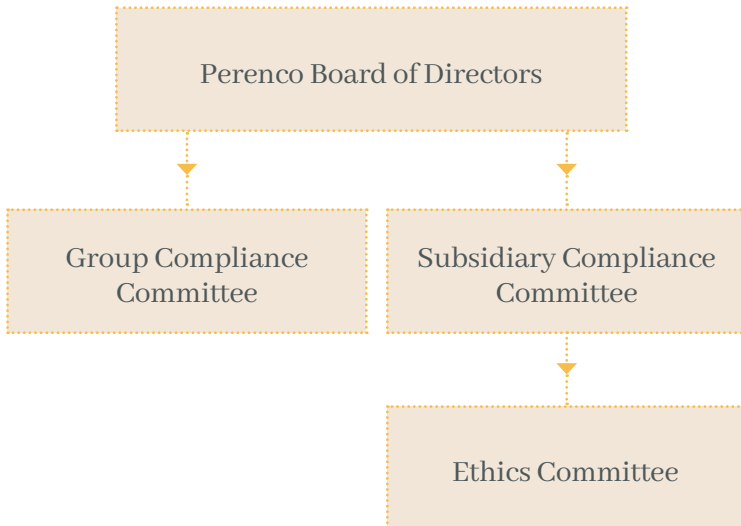 Perenco Board of Directors
Group Compliance
Committee
Subsidiary Compliance
Committee
Ethics Committee